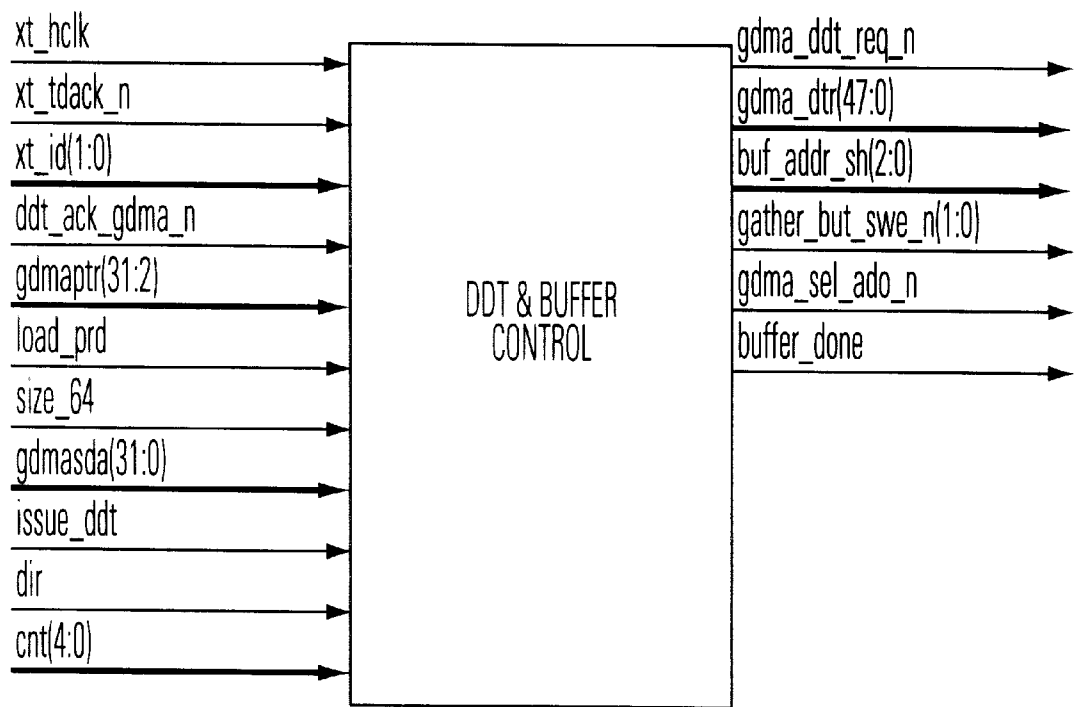 xt_hclk
xt_tdack_n
xt_id(1:0)
ddt_ack_gdma_n
gdmaptr(31:2)
load_prd
size_64
gdmasda(31:0)
issue_ddt
dir
cnt(4:0)
DDT & BUFFER
CONTROL
gdma_ddt_req_n
gdma_dtr(47:0)
buf_addr_sh(2:0)
gather_but_swe_n(1:0)
gdma_sel_ado_n
buffer_done